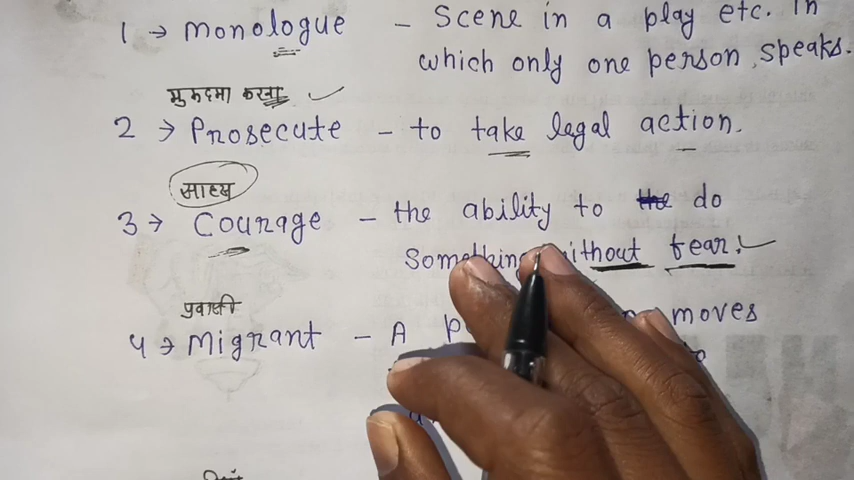 1 → Monologue - Scene in a play etc. In
which only one person speaks.
मुकदमा करना
2 → Prosecute - to take legal action.
साहस
3 → Courage - the ability to do
Something without fear.
प्रवासी
4 → Migrant - A moves